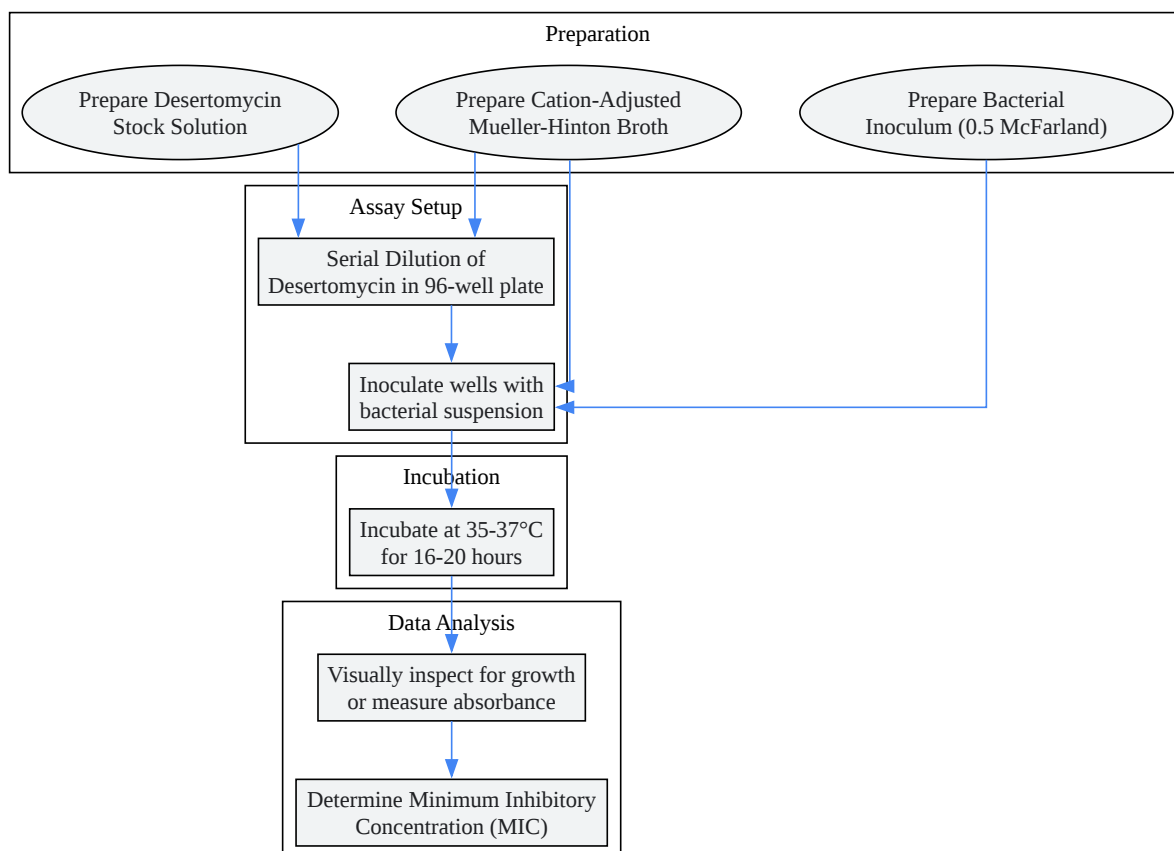 Preparation
Prepare Desertomycin
Stock Solution
Prepare Cation-Adjusted
Mueller-Hinton Broth
Prepare Bacterial
Inoculum (0.5 McFarland)
Assay Setup
Serial Dilution of
Desertomycin in 96-well plate
Inoculate wells with
bacterial suspension
Incubation
Incubate at 35-37°C
for 16-20 hours
Data Analysis
Visually inspect for growth
or measure absorbance
Determine Minimum Inhibitory
Concentration (MIC)